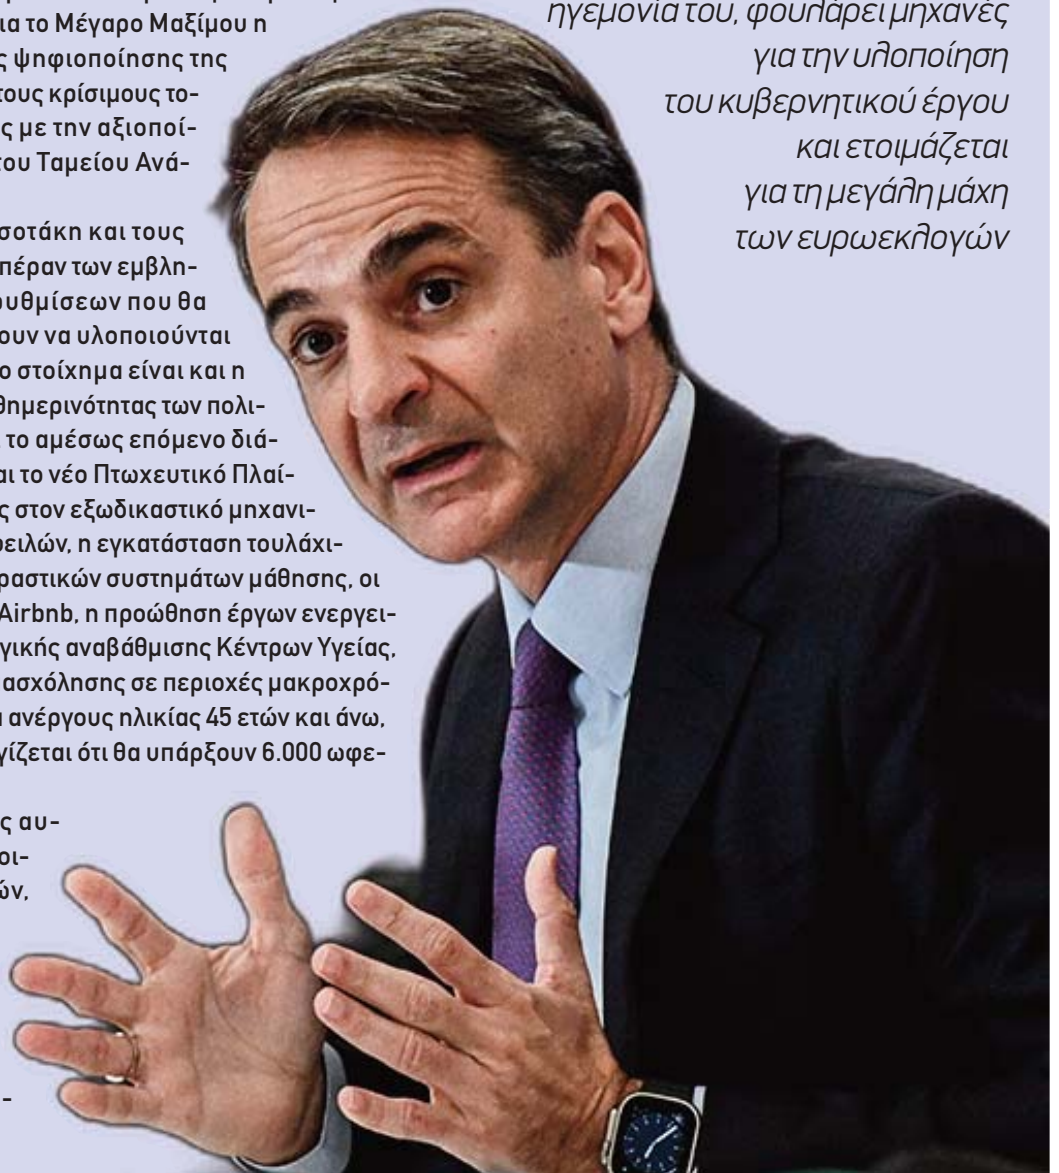 ια το Μέγαρο Μαξίμου η
ς ψηφιοποίησης της
τους κρίσιμους το-
ς με την αξιοποί-
του Ταμείου Ανά-
σοτάκη και τους
πέραν των εμβλη-
ρυθμίσεων που θα
ουν να υλοποιούνται
ο στοίχημα είναι και η
θημερινότητας των πολι-
το αμέσως επόμενο διά-
αι το νέο Πτωχευτικό Πλαί-
ς στον εξωδικαστικό μηχανι-
ειλών, η εγκατάσταση τουλάχι-
ραστικών συστημάτων μάθησης, οι
Airbnb, η προώθηση έργων ενεργει-
γικής αναβάθμισης Κέντρων Υγείας,
ασχόλησης σε περιοχές μακροχρό-
ανέργους ηλικίας 45 ετών και άνω,
γίζεται ότι θα υπάρξουν 6.000 ωφε-
ς αυ-
οι-
ών,
ηγεμονία του, φουλάρει μηχανές
για την υλοποίηση
του κυβερνητικού έργου
και ετοιμάζεται
για τη μεγάλη μάχη
των ευρωεκλογών